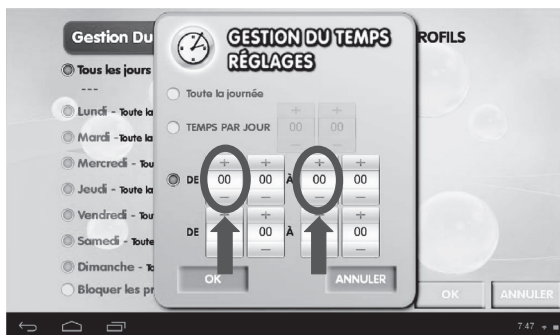 Gestion Du
ROFILS
GESTION DU TEMPS
RÉGLAGES
Tous les jours
---
Lundi - Toute la
Mardi - Toute la
Mercredi - Tou
Jeudi - Toute la
Vendredi - Tou
Samedi - Toute
Dimanche - To
Bloquer les pr
Toute la journée
TEMPS PAR JOUR + 00 - + 00 -
DE + 00 - + 00 - À + 00 - + 00 -
DE + - + 00 - À + - + 00 -
OK ANNULER
OK ANNULER
7:47